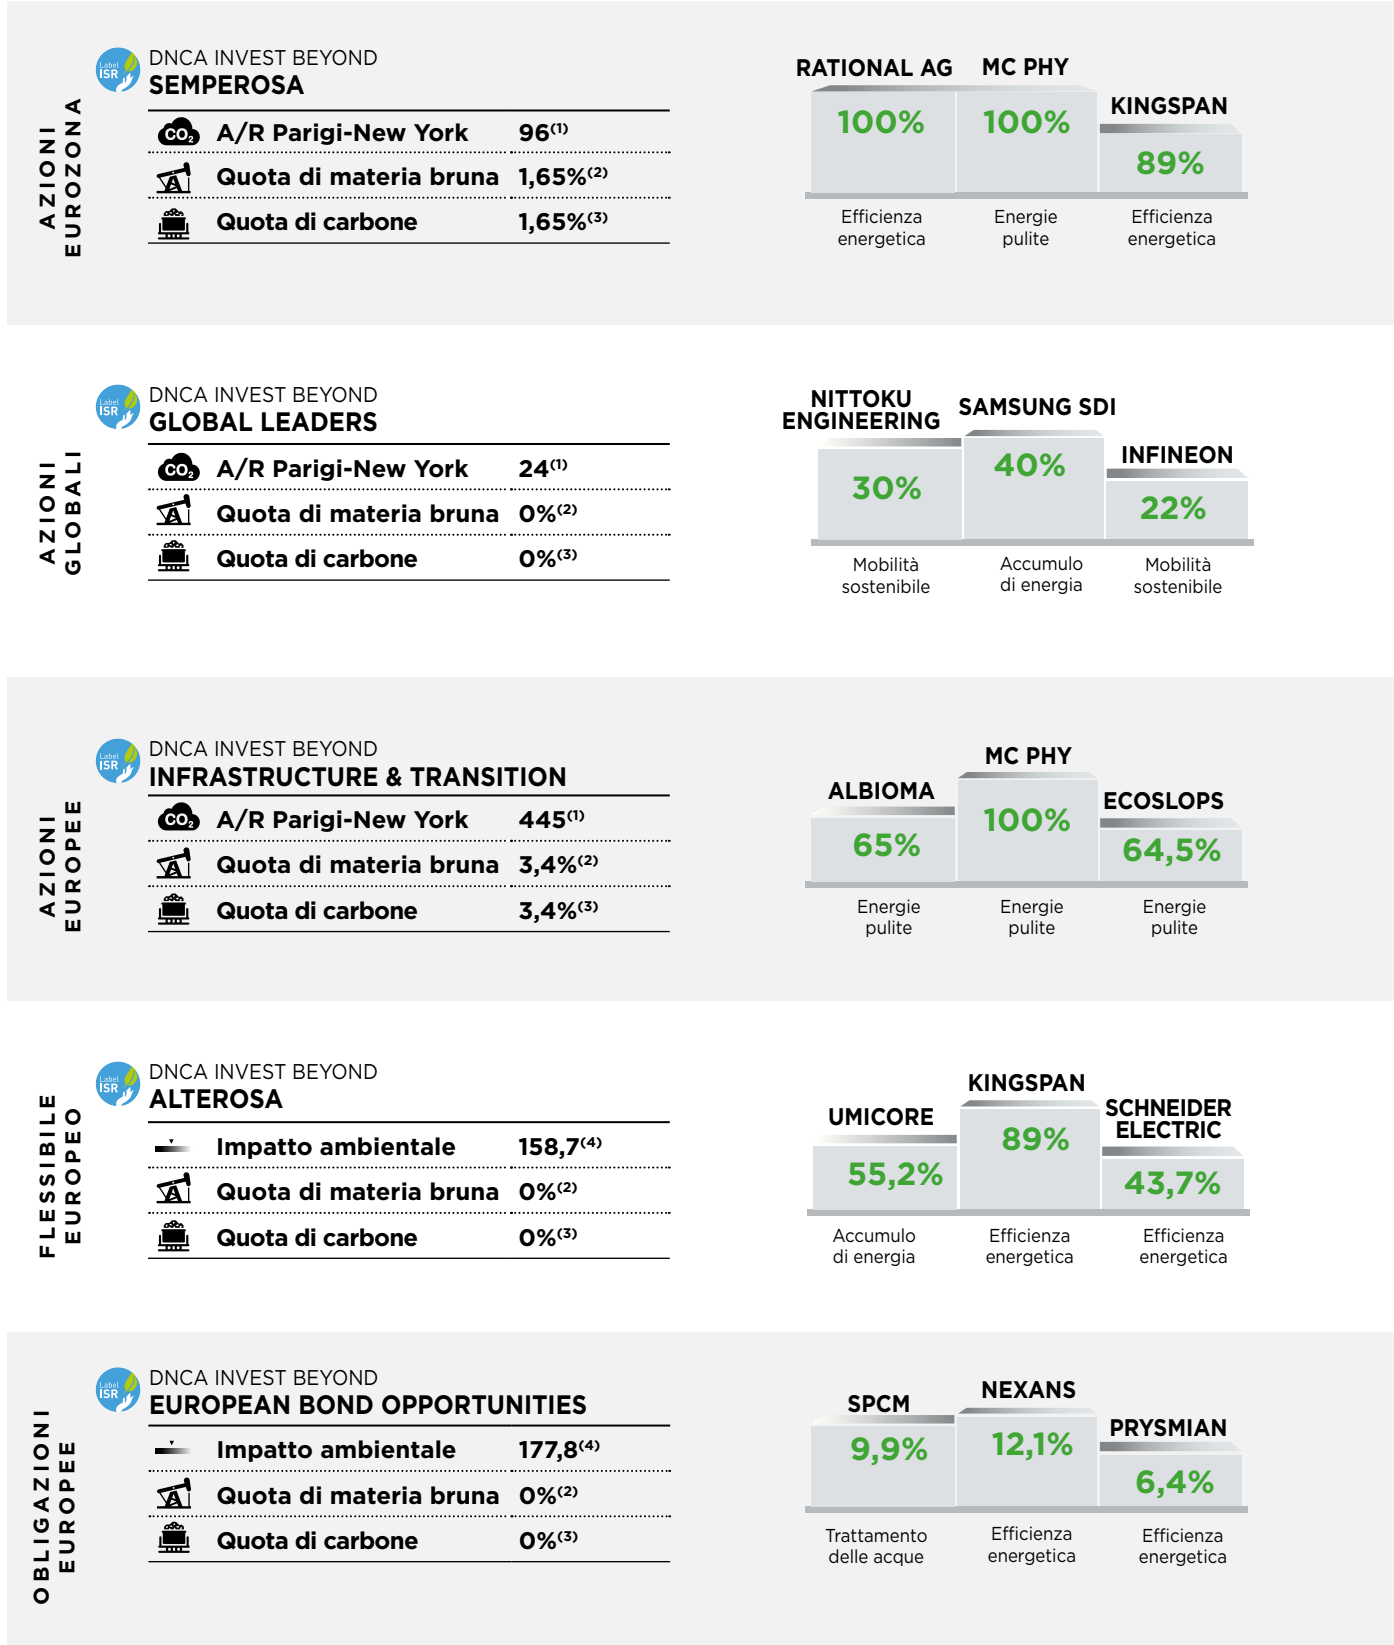 AZIONI
EUROZONA
Label
ISR
DNCA INVEST BEYOND
SEMPEROSA
CO2 A/R Parigi-New York 96(1)
Quota di materia bruna 1,65%(2)
Quota di carbone 1,65%(3)
RATIONAL AG MC PHY KINGSPAN
100% 100% 89%
Efficienza energetica
Energie pulite
Efficienza energetica
AZIONI
GLOBALI
Label
ISR
DNCA INVEST BEYOND
GLOBAL LEADERS
CO2 A/R Parigi-New York 24(1)
Quota di materia bruna 0%(2)
Quota di carbone 0%(3)
NITTOKU
ENGINEERING
SAMSUNG SDI
INFINEON
30% 40% 22%
Mobilità
sostenibile
Accumulo
di energia
Mobilità
sostenibile
AZIONI
EUROPEE
Label
ISR
DNCA INVEST BEYOND
INFRASTRUCTURE & TRANSITION
CO2 A/R Parigi-New York 445(1)
Quota di materia bruna 3,4%(2)
Quota di carbone 3,4%(3)
ALBIOMA MC PHY ECOSLOPS
65% 100% 64,5%
Energie
pulite
Energie
pulite
Energie
pulite
FLESSIBILE
EUROPEO
Label
ISR
DNCA INVEST BEYOND
ALTEROSA
Impatto ambientale 158,7(4)
Quota di materia bruna 0%(2)
Quota di carbone 0%(3)
UMICORE
KINGSPAN
SCHNEIDER
ELECTRIC
55,2% 89% 43,7%
Accumulo
di energia
Efficienza
energetica
Efficienza
energetica
OBLIGAZIONI
EUROPEE
Label
ISR
DNCA INVEST BEYOND
EUROPEAN BOND OPPORTUNITIES
Impatto ambientale 177,8(4)
Quota di materia bruna 0%(2)
Quota di carbone 0%(3)
SPCM NEXANS PRYSMIAN
9,9% 12,1% 6,4%
Trattamento
delle acque
Efficienza
energetica
Efficienza
energetica